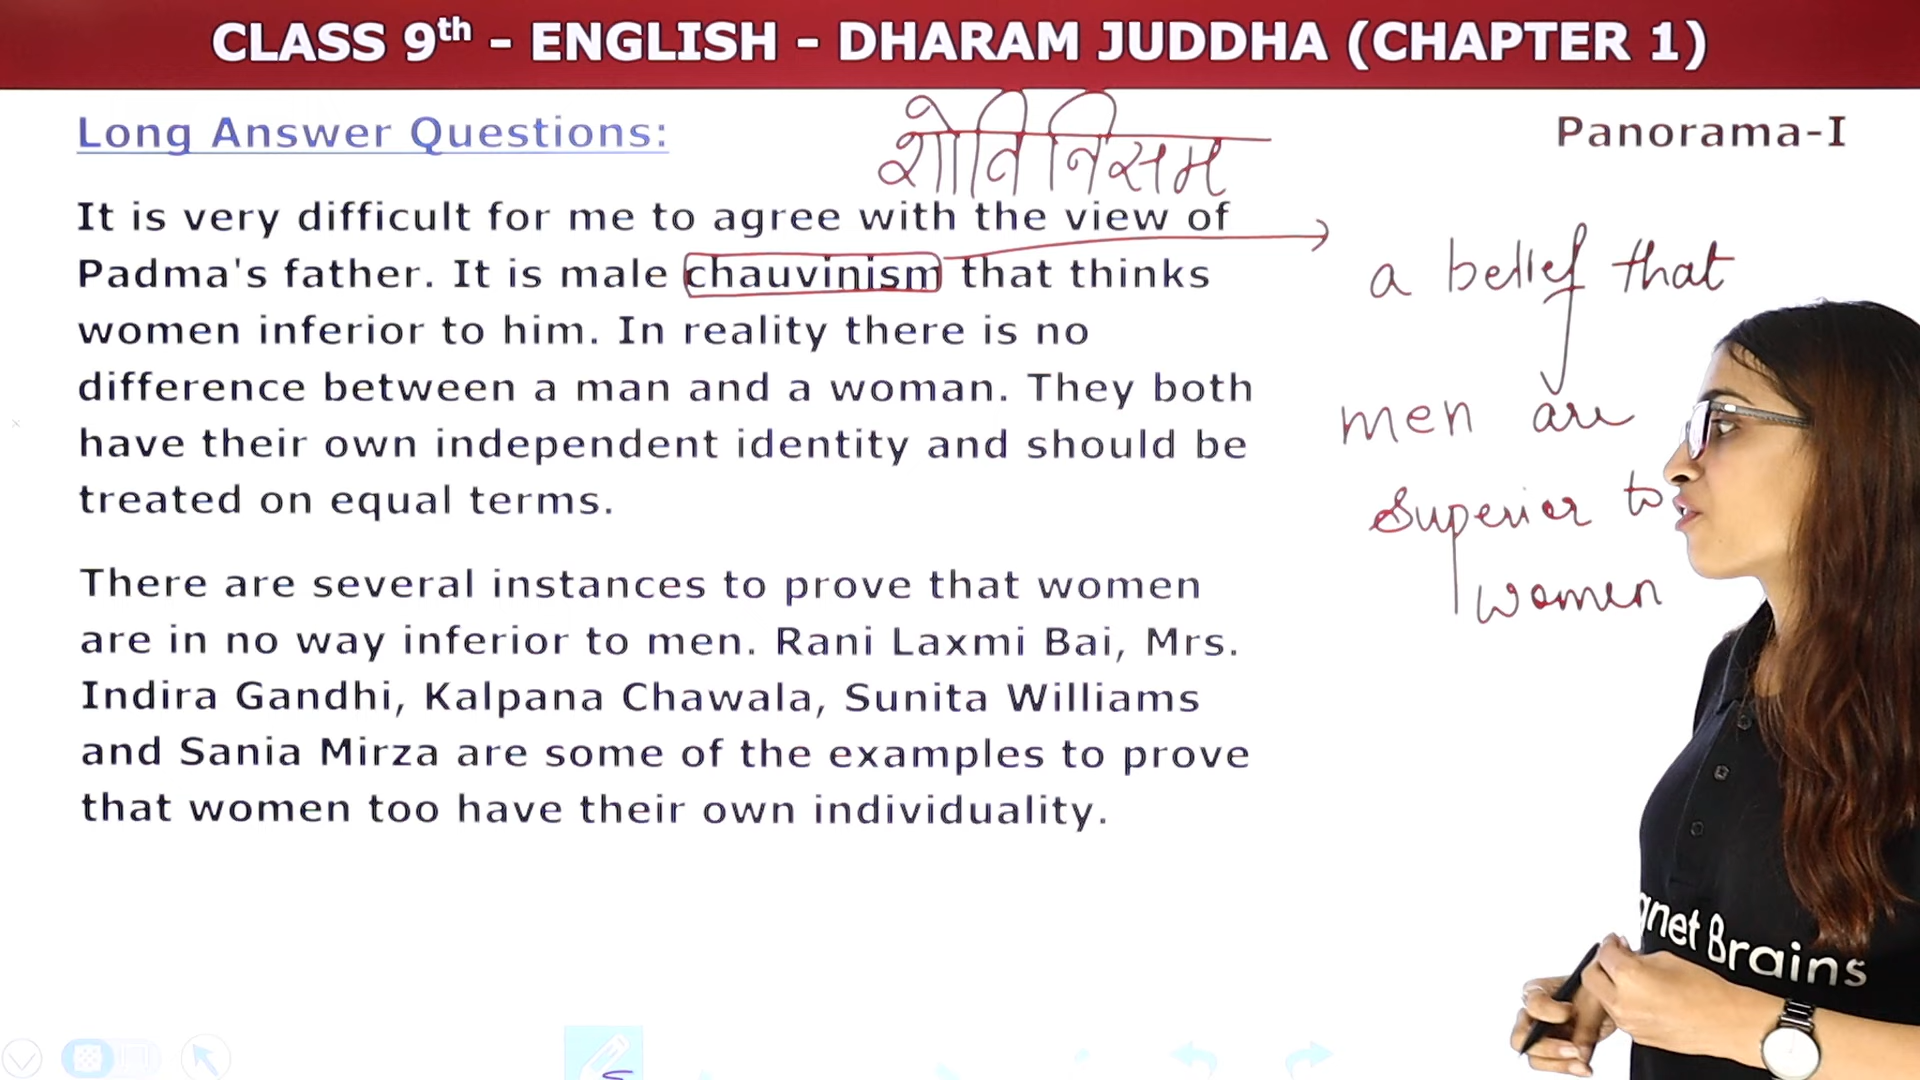 CLASS 9th - ENGLISH - DHARAM JUDDHA (CHAPTER 1)
Long Answer Questions:
शोविनिसम
Panorama-I
It is very difficult for me to agree with the view of
Padma's father. It is male chauvinism that thinks
women inferior to him. In reality there is no
difference between a man and a woman. They both
have their own independent identity and should be
treated on equal terms.
a belief that
men are
superior to
women
There are several instances to prove that women
are in no way inferior to men. Rani Laxmi Bai, Mrs.
Indira Gandhi, Kalpana Chawala, Sunita Williams
and Sania Mirza are some of the examples to prove
that women too have their own individuality.
gnet Brains